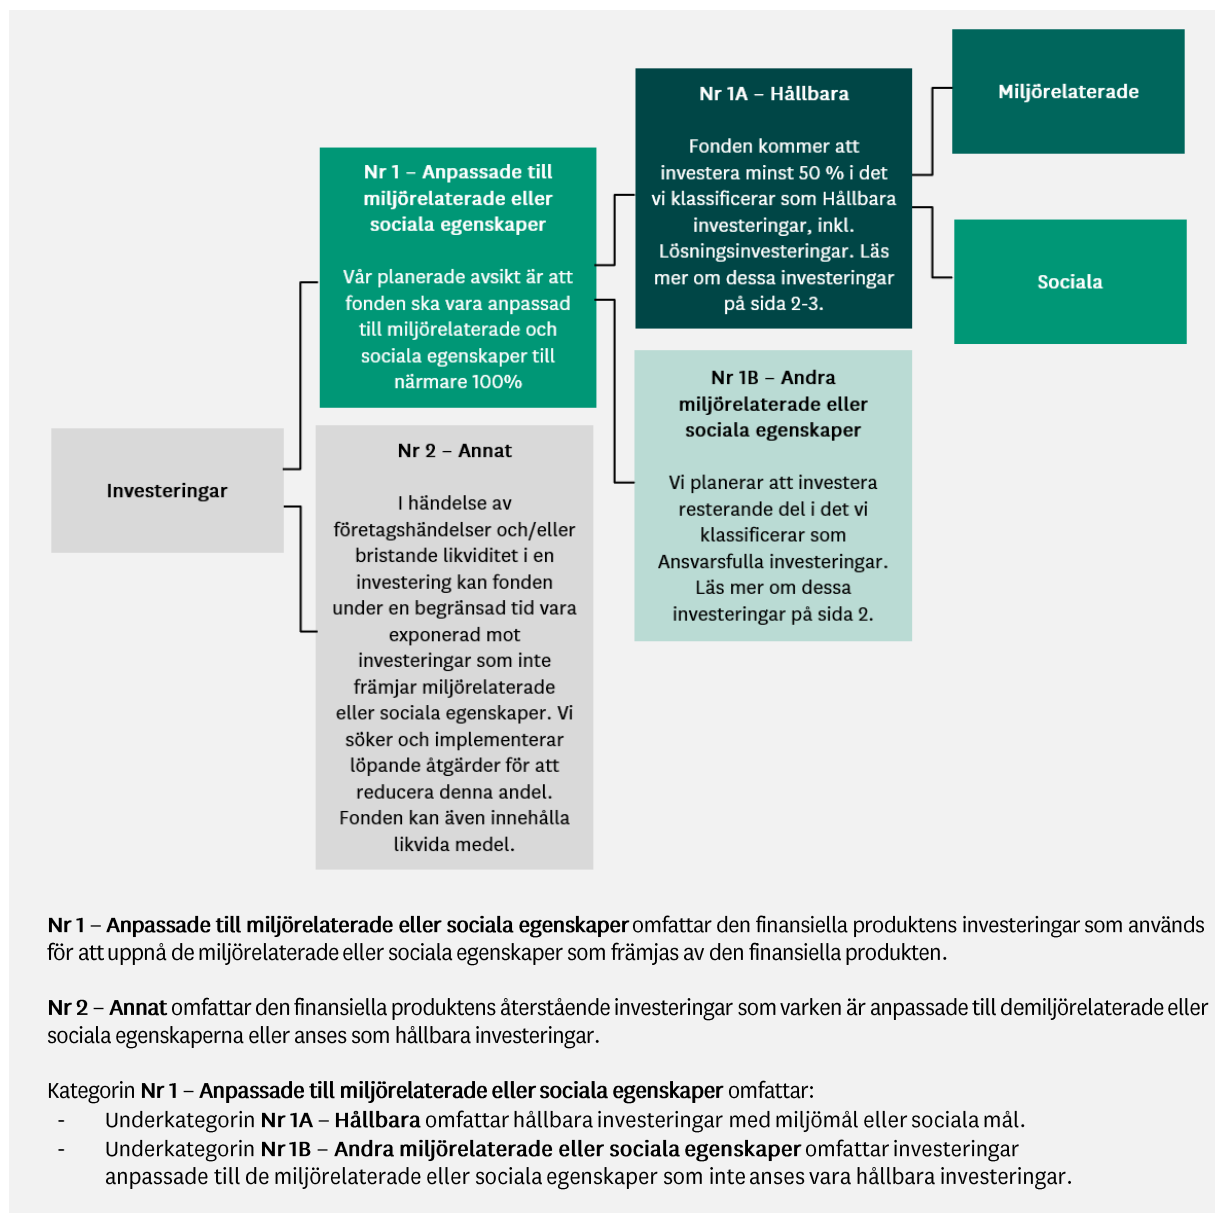 Investeringar
Nr 1 – Anpassade till
miljörelaterade eller
sociala egenskaper
Vår planerade avsikt är att
fonden ska vara anpassad
till miljörelaterade och
sociala egenskaper till
närmare 100%
Nr 2 – Annat
I händelse av
företagshändelser och/eller
bristande likviditet i en
investering kan fonden
under en begränsad tid vara
exponerad mot
investeringar som inte
främjar miljörelaterade
eller sociala egenskaper. Vi
söker och implementerar
löpande åtgärder för att
reducera denna andel.
Fonden kan även innehålla
likvida medel.
Nr 1A – Hållbara
Fonden kommer att
investera minst 50 % i det
vi klassificerar som Hållbara
investeringar, inkl.
Lösningsinvesteringar. Läs
mer om dessa investeringar
på sida 2-3.
Nr 1B – Andra
miljörelaterade eller
sociala egenskaper
Vi planerar att investera
resterande del i det vi
klassificerar som
Ansvarsfulla investeringar.
Läs mer om dessa
investeringar på sida 2.
Miljörelaterade
Sociala
Nr 1 – Anpassade till miljörelaterade eller sociala egenskaper omfattar den finansiella produktens investeringar som används
för att uppnå de miljörelaterade eller sociala egenskaper som främjas av den finansiella produkten.
Nr 2 – Annat omfattar den finansiella produktens återstående investeringar som varken är anpassade till demiljörelaterade eller
sociala egenskaperna eller anses som hållbara investeringar.
Kategorin Nr 1 – Anpassade till miljörelaterade eller sociala egenskaper omfattar:
- Underkategorin Nr 1A – Hållbara omfattar hållbara investeringar med miljömål eller sociala mål.
- Underkategorin Nr 1B – Andra miljörelaterade eller sociala egenskaper omfattar investeringar
anpassade till de miljörelaterade eller sociala egenskaper som inte anses vara hållbara investeringar.